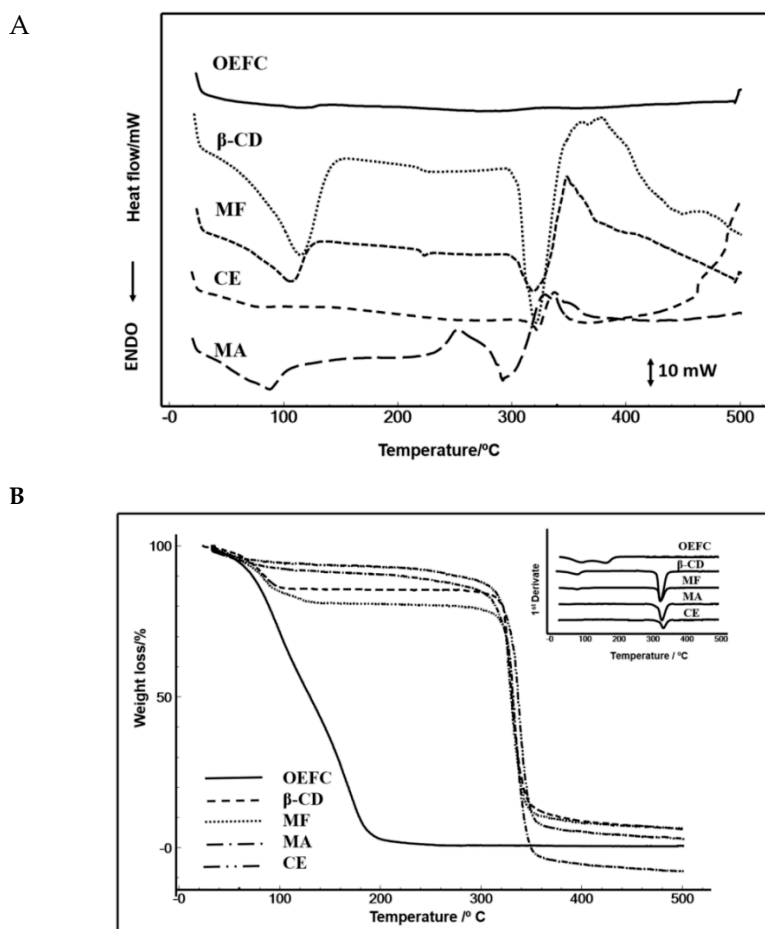 A
OEFC
β-CD
MF
CE
MA
Heat flow/mW
ENDO
10 mW
-0 100 200 300 400 500
Temperature/ºC
B
100
50
-0
Weight loss/%
OEFC
β-CD
MF
MA
CE
-0 100 200 300 400 500
Temperature /º C
1st Derivate
OEFC
β-CD
MF
MA
CE
-0 100 200 300 400 500
Temperature / ºC